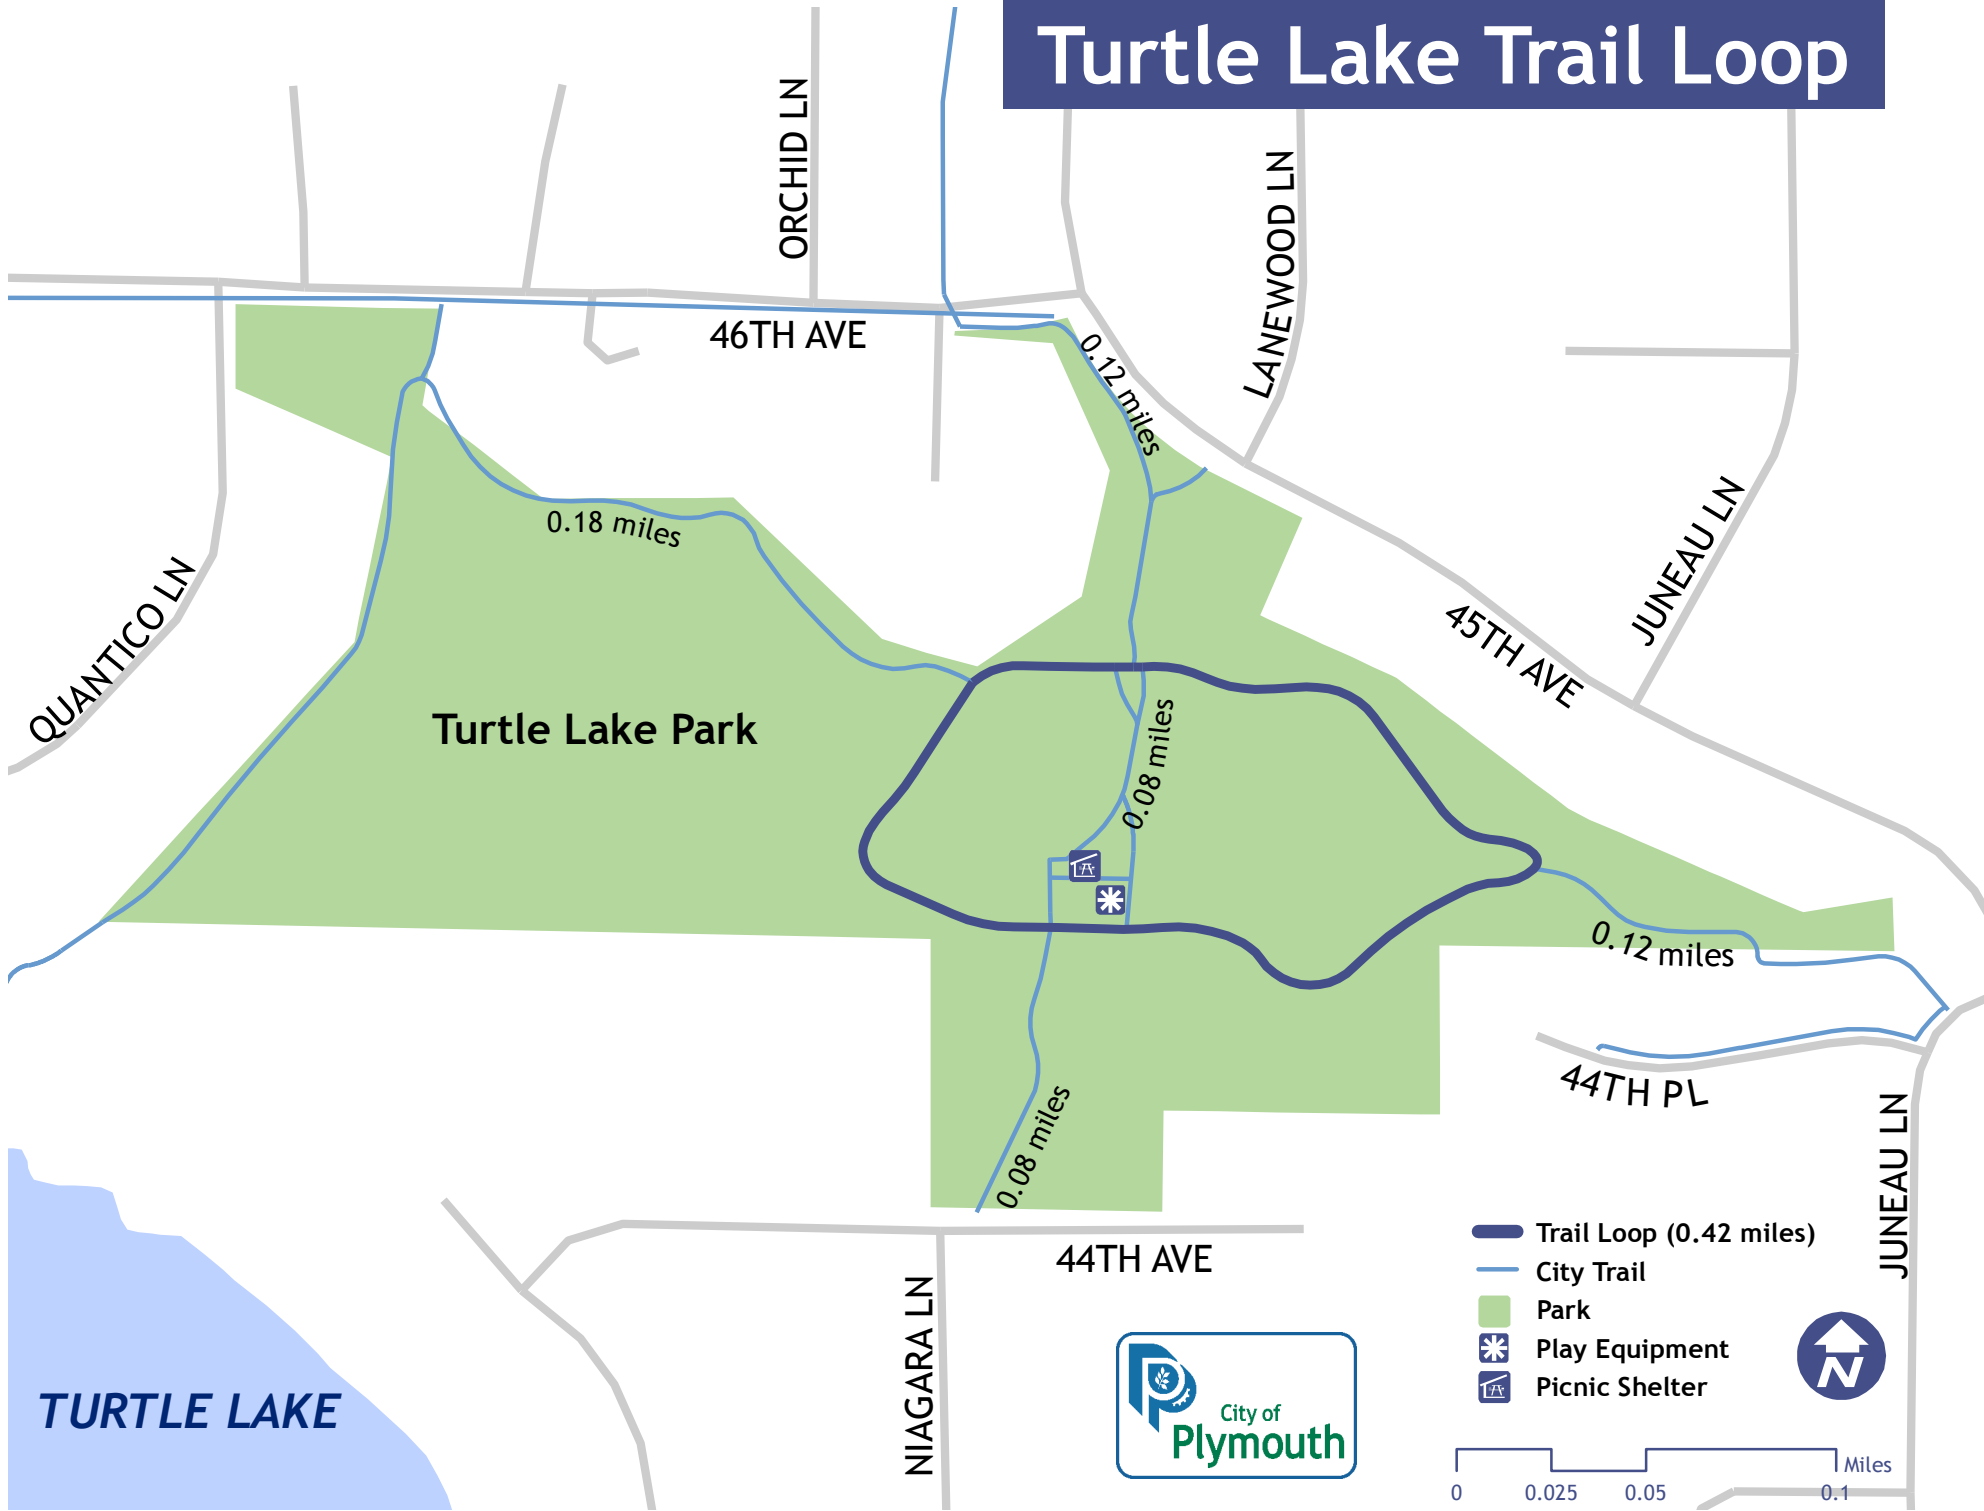 Turtle Lake Trail Loop
ORCHID LN
LANEWOOD LN
46TH AVE
0.12 miles
JUNEAU LN
0.18 miles
QUANTICO LN
45TH AVE
Turtle Lake Park
0.08 miles
0.12 miles
44TH PL
0.08 miles
JUNEAU LN
44TH AVE
NIAGARA LN
TURTLE LAKE
Trail Loop (0.42 miles)
City Trail
Park
Play Equipment
Picnic Shelter
N
City of
Plymouth
Miles
0 0.025 0.05 0.1